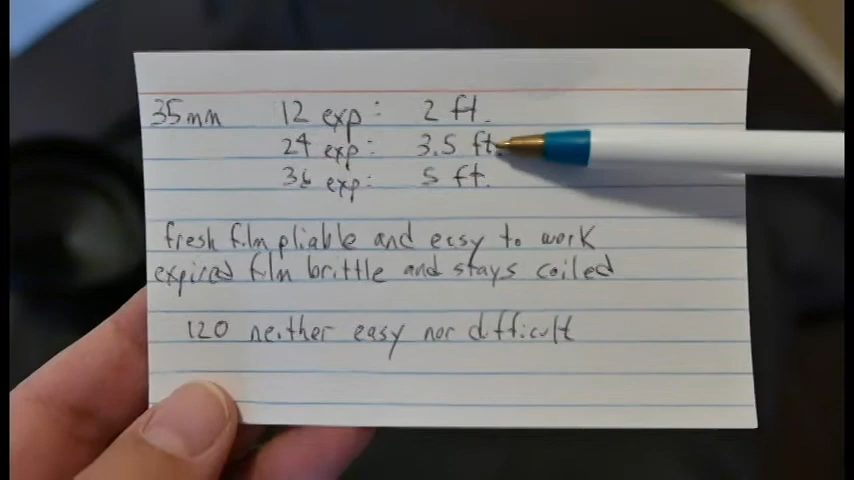 35mm 12 exp: 2 ft.
24 exp: 3.5 ft.
36 exp: 5 ft.
fresh film pliable and easy to work
expired film brittle and stays coiled
120 neither easy nor difficult